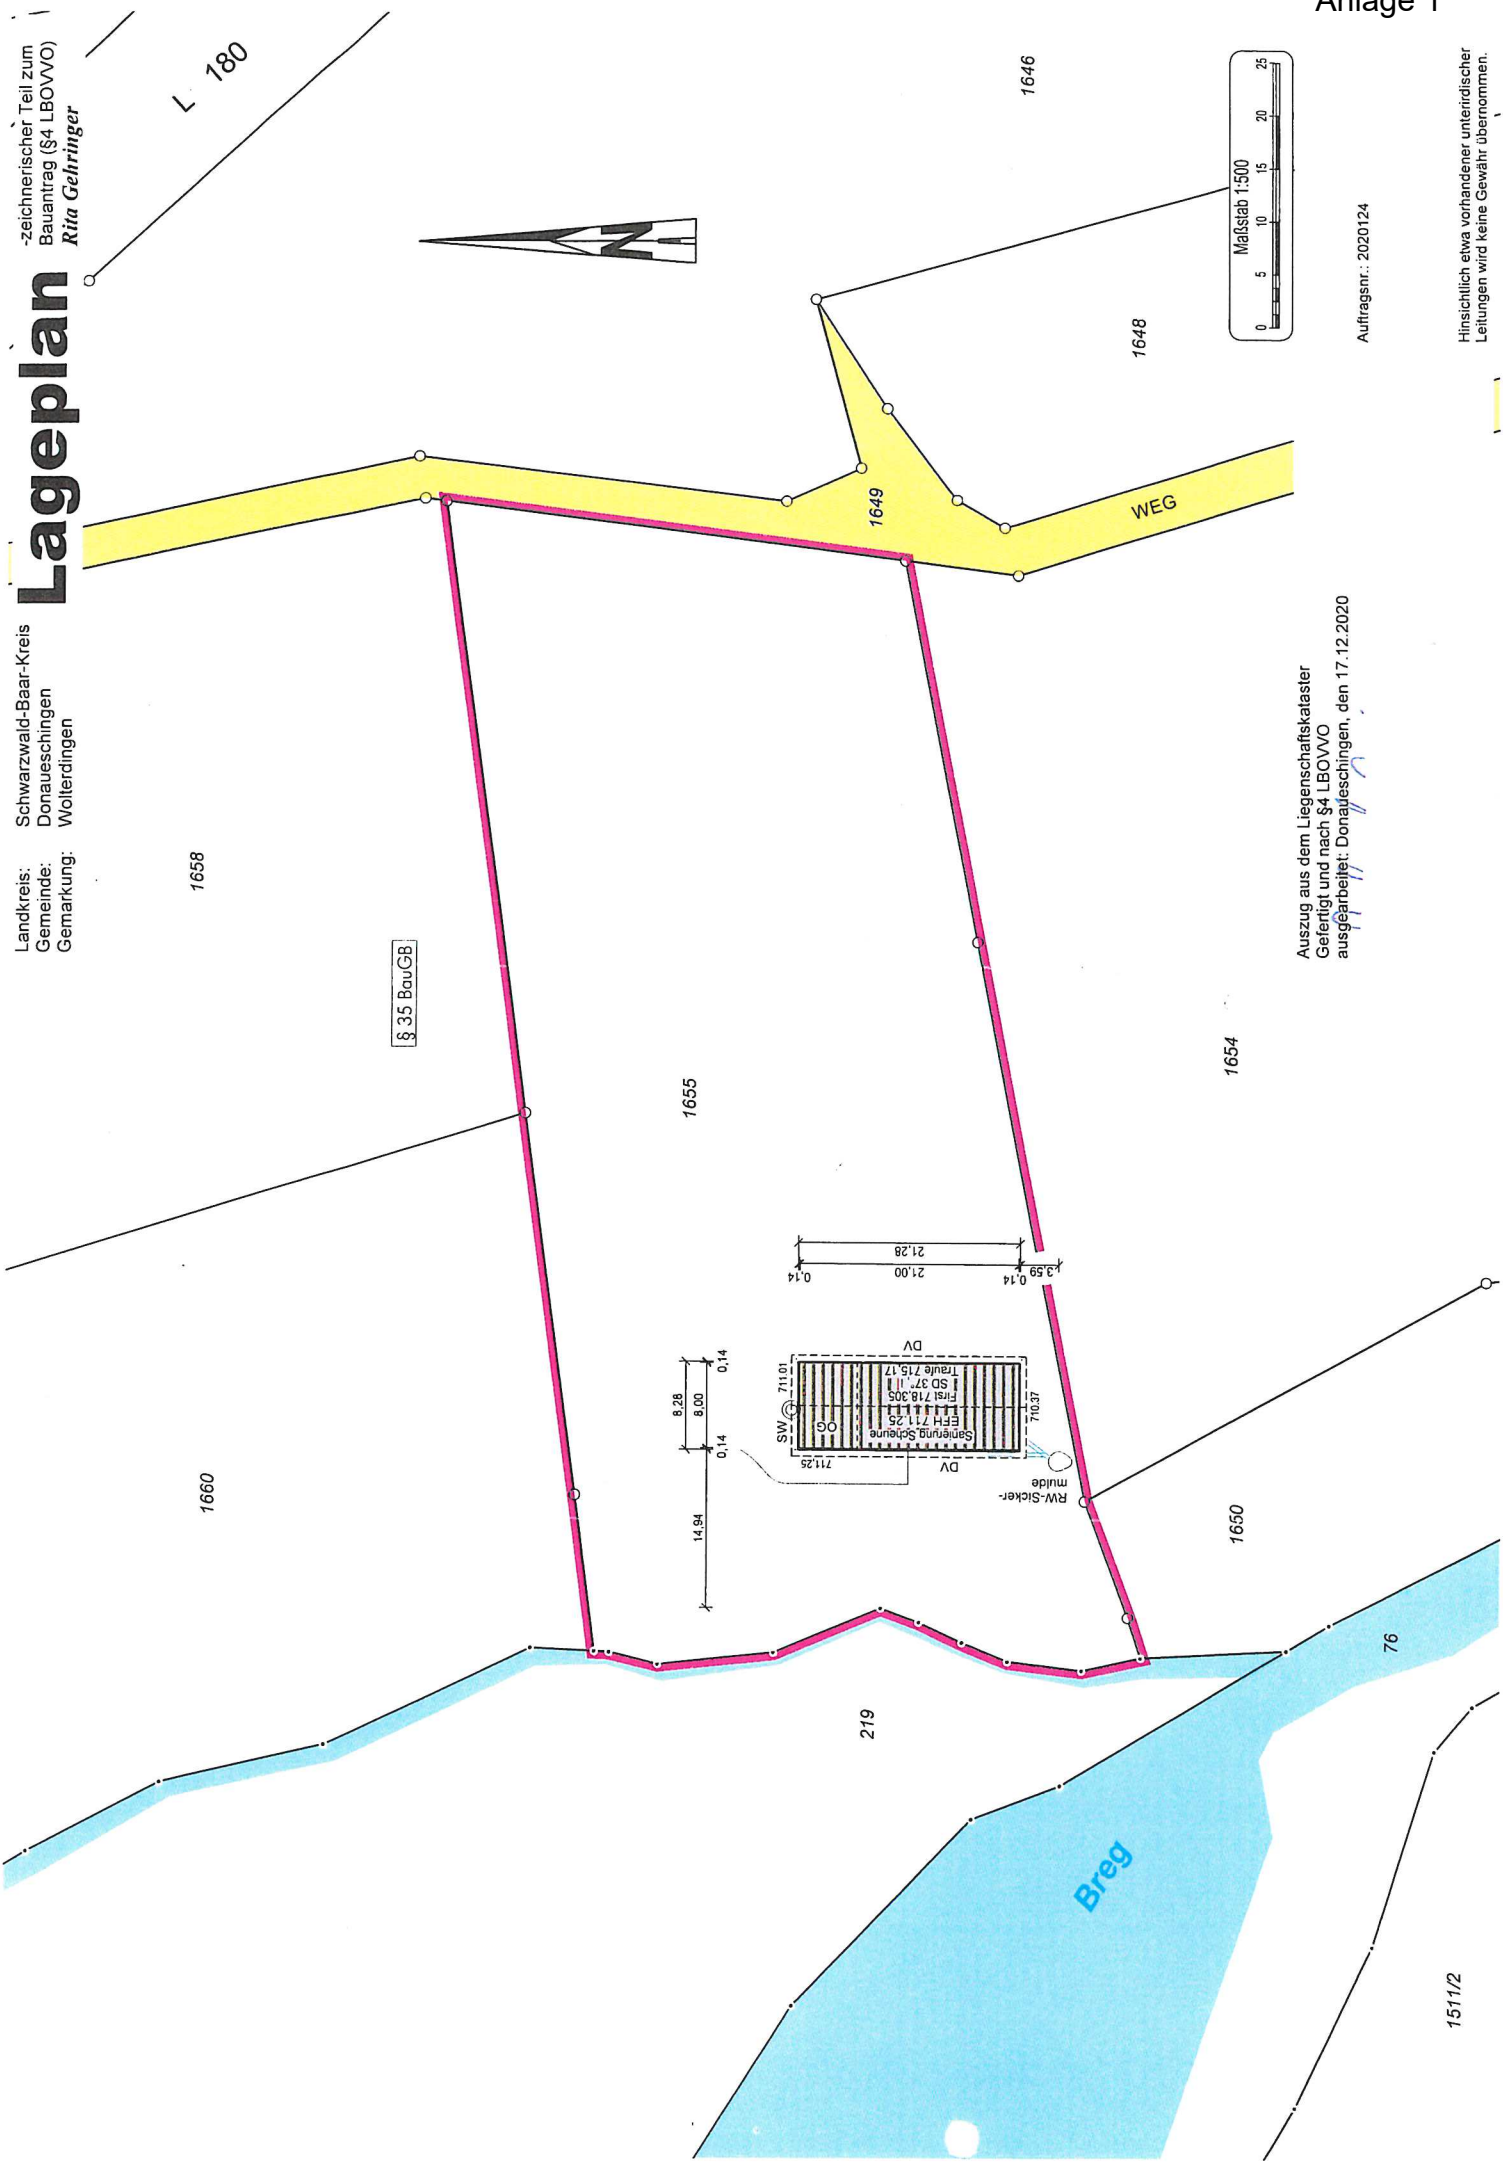 Anlage 1
Landkreis: Schwarzwald-Baar-Kreis
Gemeinde: Donaueschingen
Gemarkung: Wolterdingen
Lageplan
-zeichnerischer Teil zum
Bauantrag (§4 LBOVVO)
Rita Gehringer
L 180
1658
§ 35 BauGB
1660
1655
1649
1646
1648
WEG
1654
1650
219
76
1511/2
Breg
8,28
0,14 8,00 0,14
14,94
21,28
0,14 21,00 0,14
3,59
SW
711.01
711,25
710.37
DV
DV
OG
Sanierung Scheune
EFH 711,25
First 718,305
SD 37°, I
Traufe 715,17
RW-Sicker-
mulde
Maßstab 1:500
0 5 10 15 20 25
Auftragsnr.: 2020124
Auszug aus dem Liegenschaftskataster
Gefertigt und nach §4 LBOVVO
ausgearbeitet: Donaueschingen, den 17.12.2020
Hinsichtlich etwa vorhandener unterirdischer
Leitungen wird keine Gewähr übernommen.
N